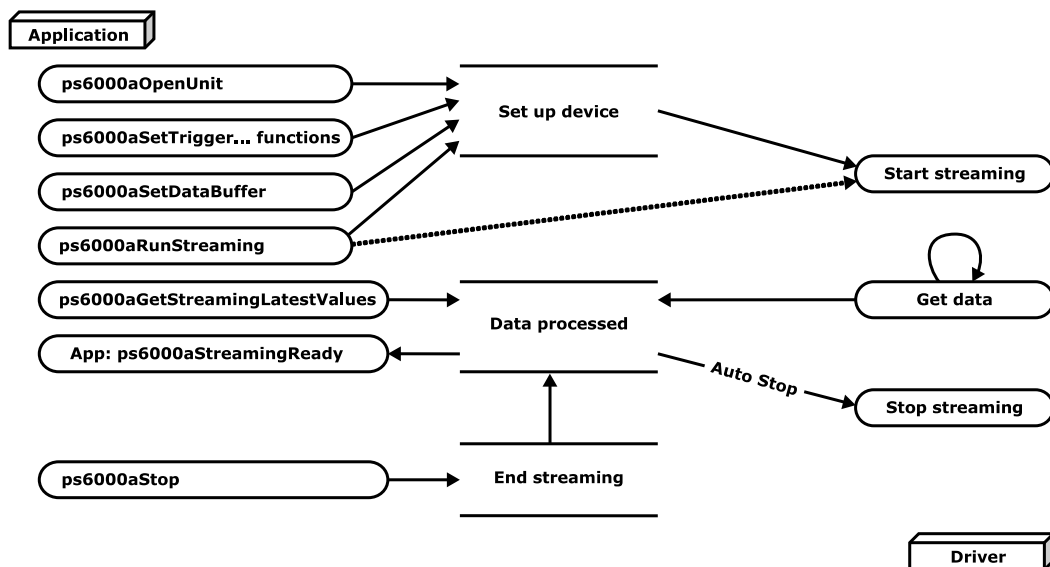 Application
ps6000aOpenUnit
ps6000aSetTrigger... functions
Set up device
ps6000aSetDataBuffer
Start streaming
ps6000aRunStreaming
ps6000aGetStreamingLatestValues
Get data
Data processed
App: ps6000aStreamingReady
Auto Stop
Stop streaming
ps6000aStop
End streaming
Driver